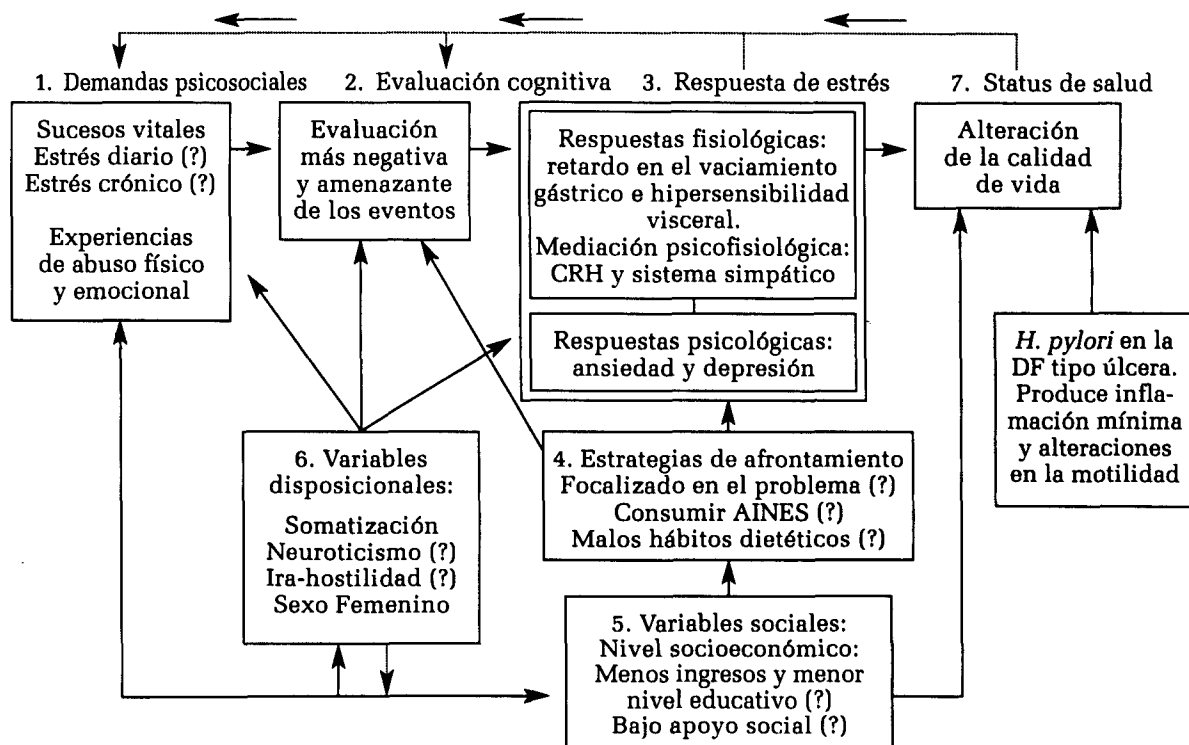 1. Demandas psicosociales
Sucesos vitales
Estrés diario (?)
Estrés crónico (?)
Experiencias
de abuso físico
y emocional
2. Evaluación cognitiva
Evaluación
más negativa
y amenazante
de los eventos
3. Respuesta de estrés
Respuestas fisiológicas:
retardo en el vaciamiento
gástrico e hipersensibilidad
visceral.
Mediación psicofisiológica:
CRH y sistema simpático
Respuestas psicológicas:
ansiedad y depresión
7. Status de salud
Alteración
de la calidad
de vida
H. pylori en la
DF tipo úlcera.
Produce infla-
mación mínima
y alteraciones
en la motilidad
6. Variables
disposicionales:
Somatización
Neuroticismo (?)
Ira-hostilidad (?)
Sexo Femenino
4. Estrategias de afrontamiento
Focalizado en el problema (?)
Consumir AINES (?)
Malos hábitos dietéticos (?)
5. Variables sociales:
Nivel socioeconómico:
Menos ingresos y menor
nivel educativo (?)
Bajo apoyo social (?)